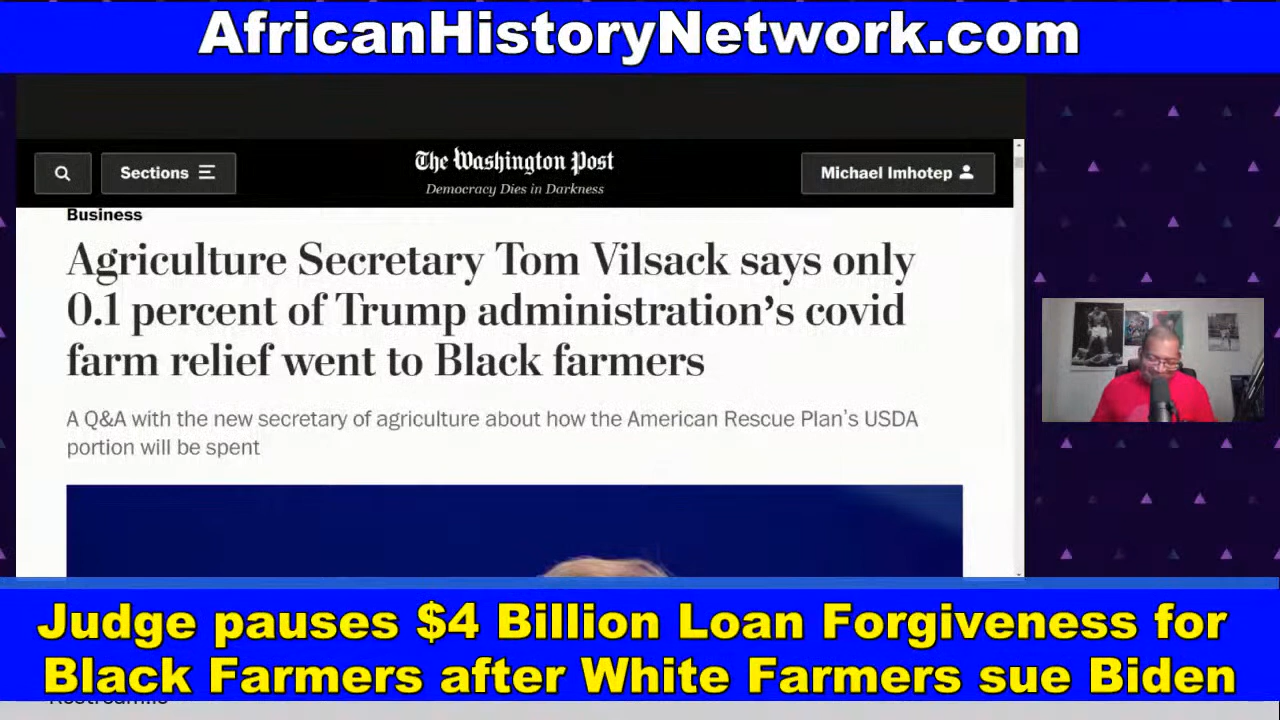 AfricanHistoryNetwork.com
Sections
The Washington Post
Democracy Dies in Darkness
Michael Imhotep
Business
Agriculture Secretary Tom Vilsack says only
0.1 percent of Trump administration's covid
farm relief went to Black farmers
A Q&A with the new secretary of agriculture about how the American Rescue Plan's USDA
portion will be spent
Judge pauses $4 Billion Loan Forgiveness for
Black Farmers after White Farmers sue Biden